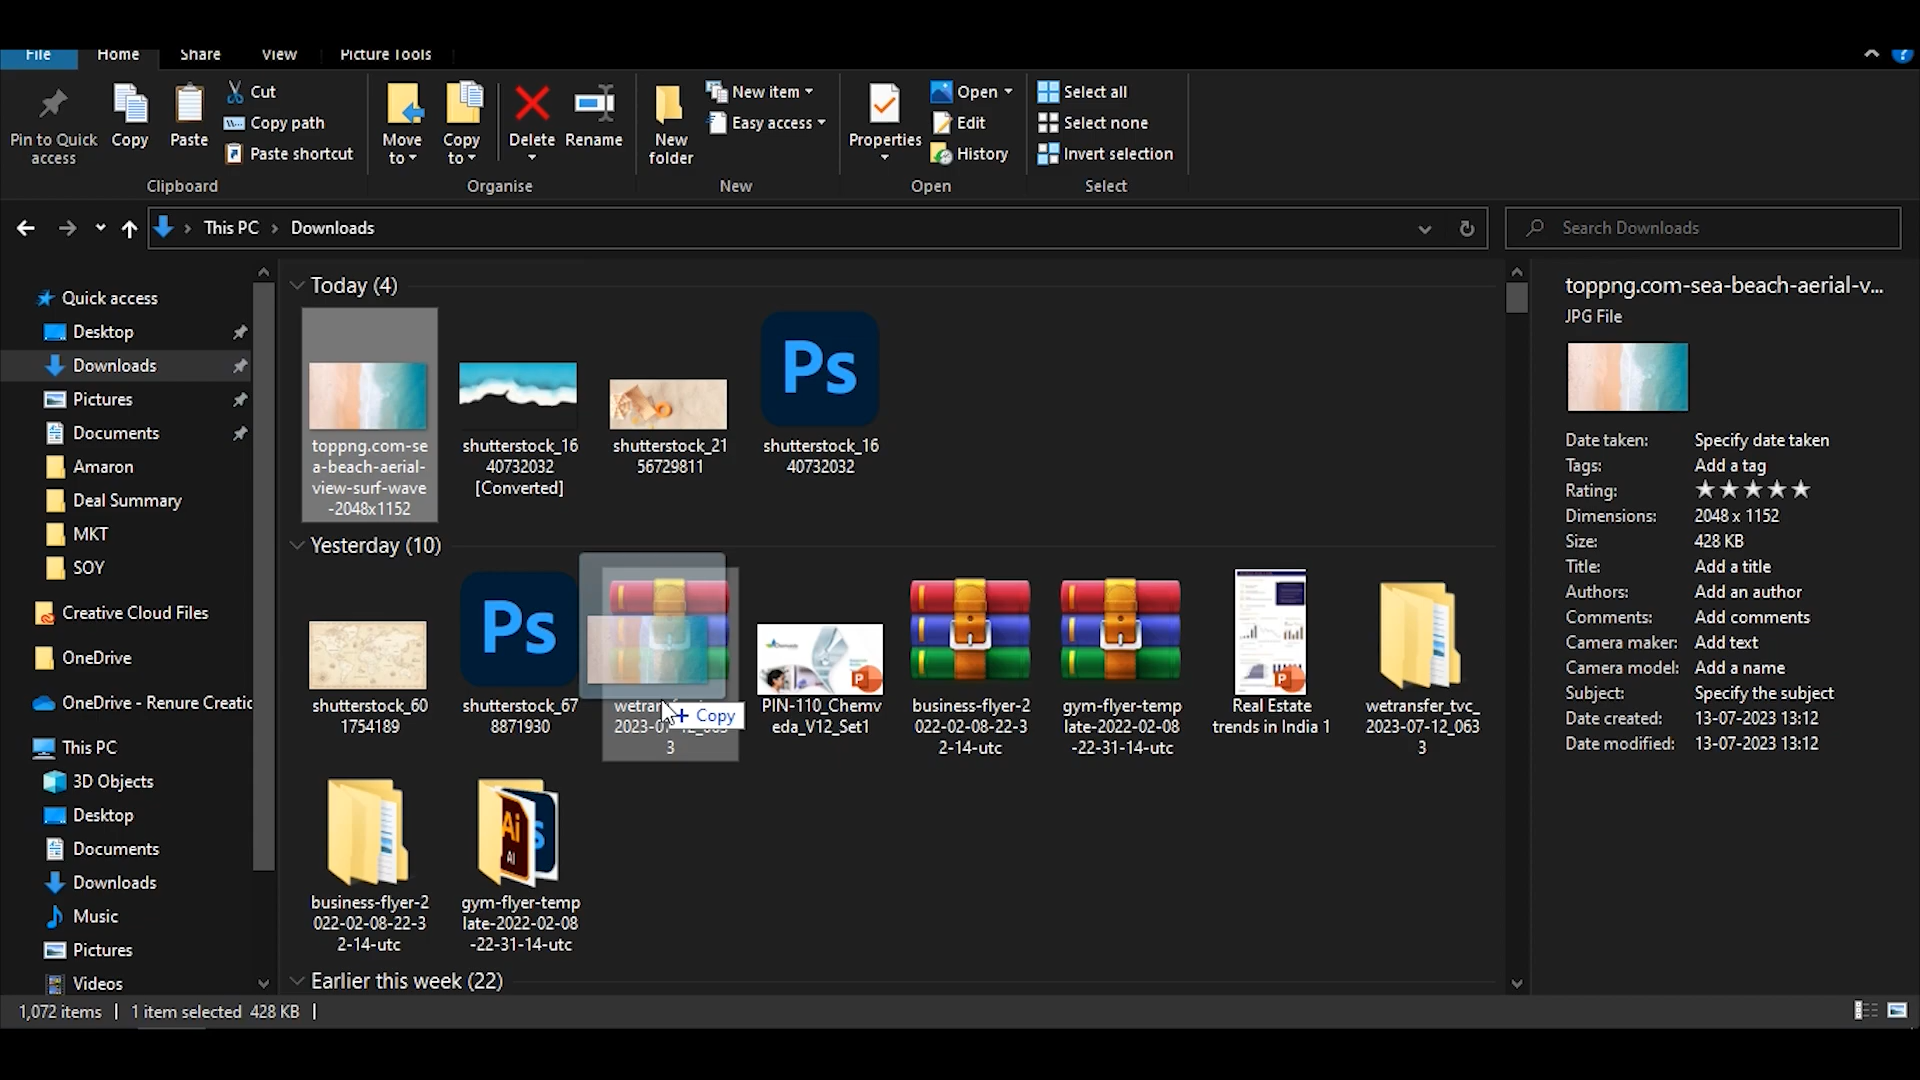 File
Home
Share
View
Picture Tools
?
Pin to Quick
access
Copy
Paste
Cut
Copy path
Paste shortcut
Clipboard
Move
to
Copy
to
Delete
Rename
Organise
New
folder
New item
Easy access
New
Properties
Open
Edit
History
Open
Select all
Select none
Invert selection
Select
This PC
Downloads
Search Downloads
Quick access
Desktop
Downloads
Pictures
Documents
Amaron
Deal Summary
MKT
SOY
Creative Cloud Files
OneDrive
OneDrive - Renure Creatic
This PC
3D Objects
Desktop
Documents
Downloads
Music
Pictures
Videos
Today (4)
toppng.com-se
a-beach-aerial-
view-surf-wave
-2048x1152
shutterstock_16
40732032
[Converted]
shutterstock_21
56729811
Ps
shutterstock_16
40732032
Yesterday (10)
shutterstock_60
1754189
Ps
shutterstock_67
8871930
3
+ Copy
P
PIN-110_Chemv
eda_V12_Set1
business-flyer-2
022-02-08-22-3
2-14-utc
gym-flyer-temp
late-2022-02-08
-22-31-14-utc
P
Real Estate
trends in India 1
wetransfer_tvc_
2023-07-12_063
3
business-flyer-2
022-02-08-22-3
2-14-utc
Ai
AI
gym-flyer-temp
late-2022-02-08
-22-31-14-utc
Earlier this week (22)
toppng.com-sea-beach-aerial-v...
JPG File
Date taken: Specify date taken
Tags: Add a tag
Rating:
Dimensions: 2048 x 1152
Size: 428 KB
Title: Add a title
Authors: Add an author
Comments: Add comments
Camera maker: Add text
Camera model: Add a name
Subject: Specify the subject
Date created: 13-07-2023 13:12
Date modified: 13-07-2023 13:12
1,072 items
1 item selected 428 KB